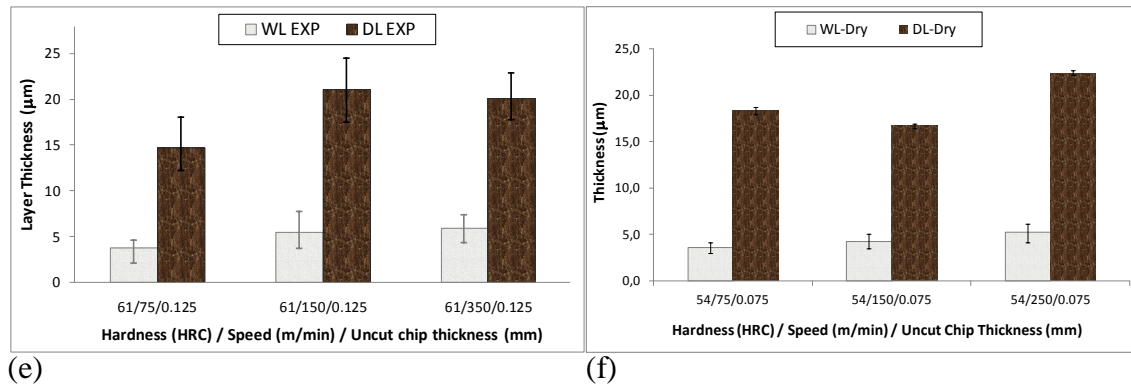 WL EXP DL EXP
30
25
20
15
10
5
0
Layer Thickness (µm)
61/75/0.125 61/150/0.125 61/350/0.125
Hardness (HRC) / Speed (m/min) / Uncut chip thickness (mm)
(e)
WL-Dry DL-Dry
25,0
20,0
15,0
10,0
5,0
0,0
Thickness (µm)
54/75/0.075 54/150/0.075 54/250/0.075
Hardness (HRC) / Speed (m/min) / Uncut Chip Thickness (mm)
(f)